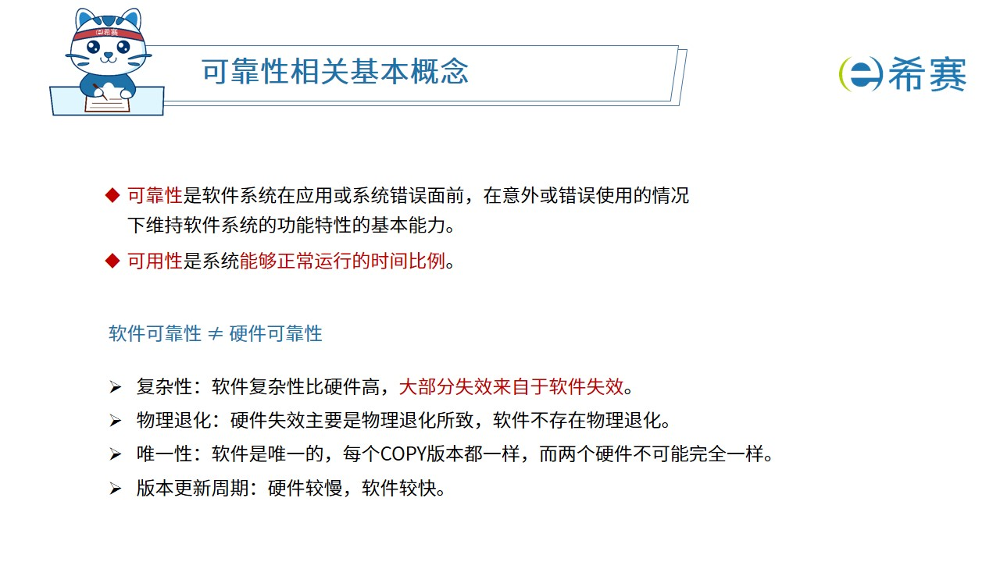 可靠性相关基本概念
希赛
希赛
◆ 可靠性是软件系统在应用或系统错误面前，在意外或错误使用的情况
下维持软件系统的功能特性的基本能力。
◆ 可用性是系统能够正常运行的时间比例。
软件可靠性 ≠ 硬件可靠性
➢ 复杂性：软件复杂性比硬件高，大部分失效来自于软件失效。
➢ 物理退化：硬件失效主要是物理退化所致，软件不存在物理退化。
➢ 唯一性：软件是唯一的，每个COPY版本都一样，而两个硬件不可能完全一样。
➢ 版本更新周期：硬件较慢，软件较快。